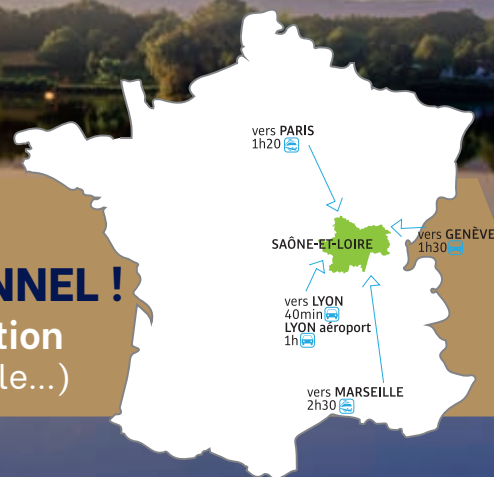 vers PARIS
1h20
SAÔNE-ET-LOIRE
vers GENÈVE
1h30
vers LYON
40min
LYON aéroport
1h
vers MARSEILLE
2h30
NNEL !
tion
le...)